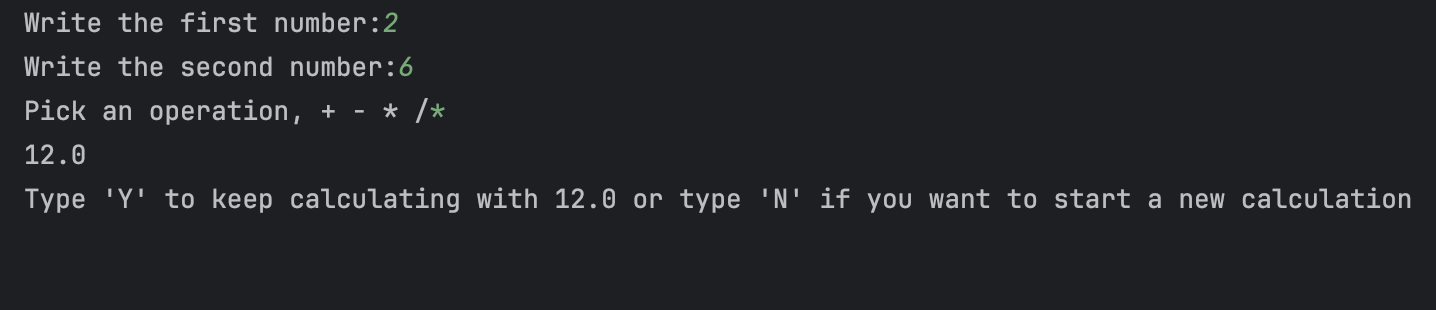 Write the first number:2
Write the second number:6
Pick an operation, + - * /*
12.0
Type 'Y' to keep calculating with 12.0 or type 'N' if you want to start a new calculation